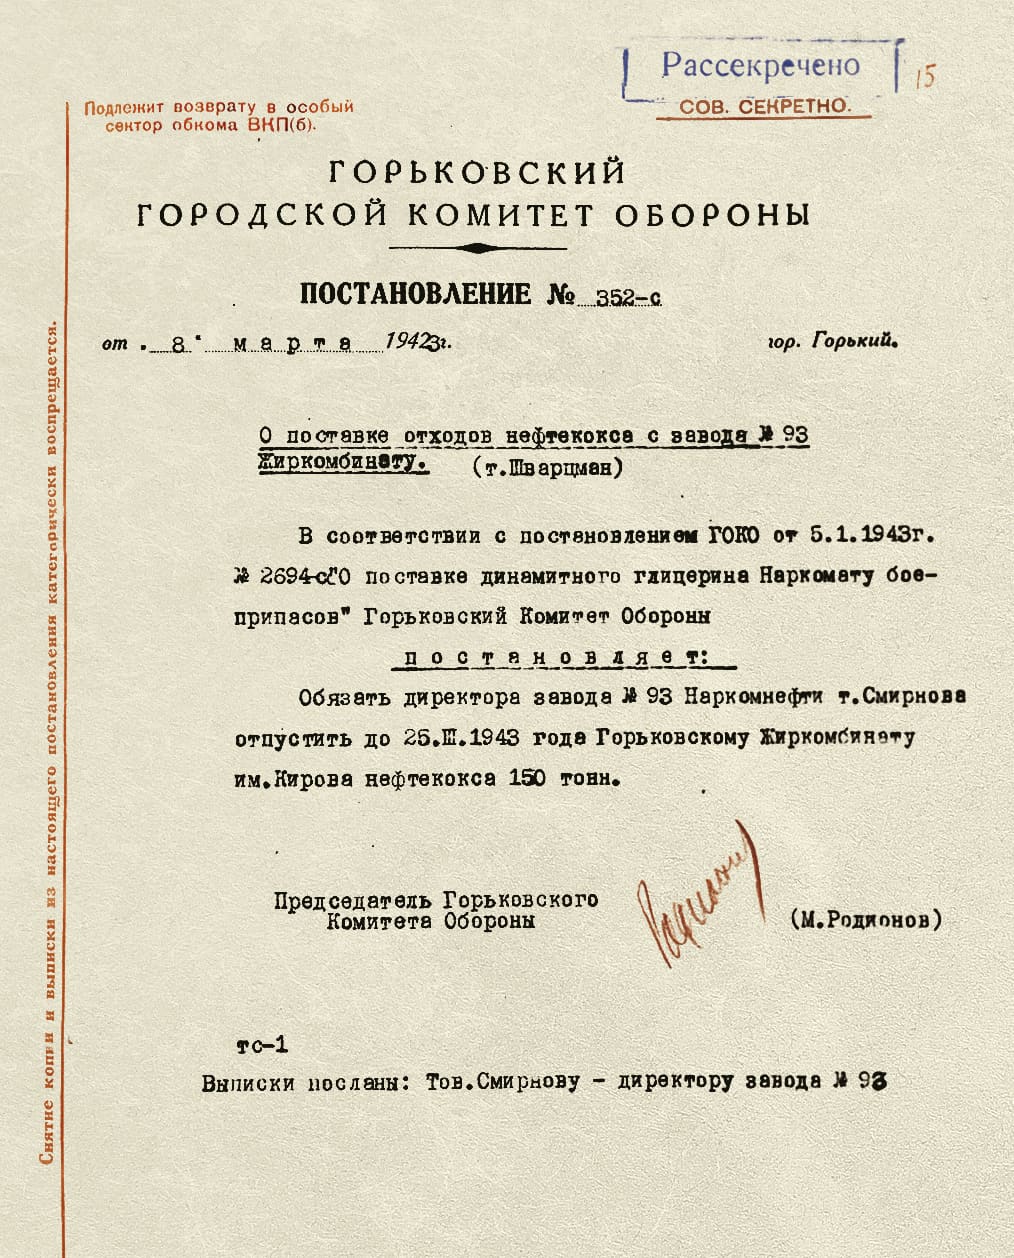 Рассекречено
15
СОВ. СЕКРЕТНО.
Подлежит возврату в особый
сектор обкома ВКП(б).
ГОРЬКОВСКИЙ
ГОРОДСКОЙ КОМИТЕТ ОБОРОНЫ
ПОСТАНОВЛЕНИЕ № 352-с
от „8" марта 1943г. гор. Горький.
О поставке отходов нефтекокса с завода № 93
Жиркомбинату. (т.Шварцман)
В соответствии с постановлением ГОКО от 5.1.1943г.
№ 2694-с"О поставке динамитного глицерина Наркомату бое-
припасов" Горьковский Комитет Обороны
постановляет:
Обязать директора завода № 93 Наркомнефти т.Смирнова
отпустить до 25.III.1943 года Горьковскому Жиркомбинату
им.Кирова нефтекокса 150 тонн.
Председатель Горьковского
Комитета Обороны
Родионов
(М.Родионов)
тс-1
Выписки посланы: Тов.Смирнову - директору завода № 93
Снятие копии и выписки из настоящего постановления категорически воспрещается.